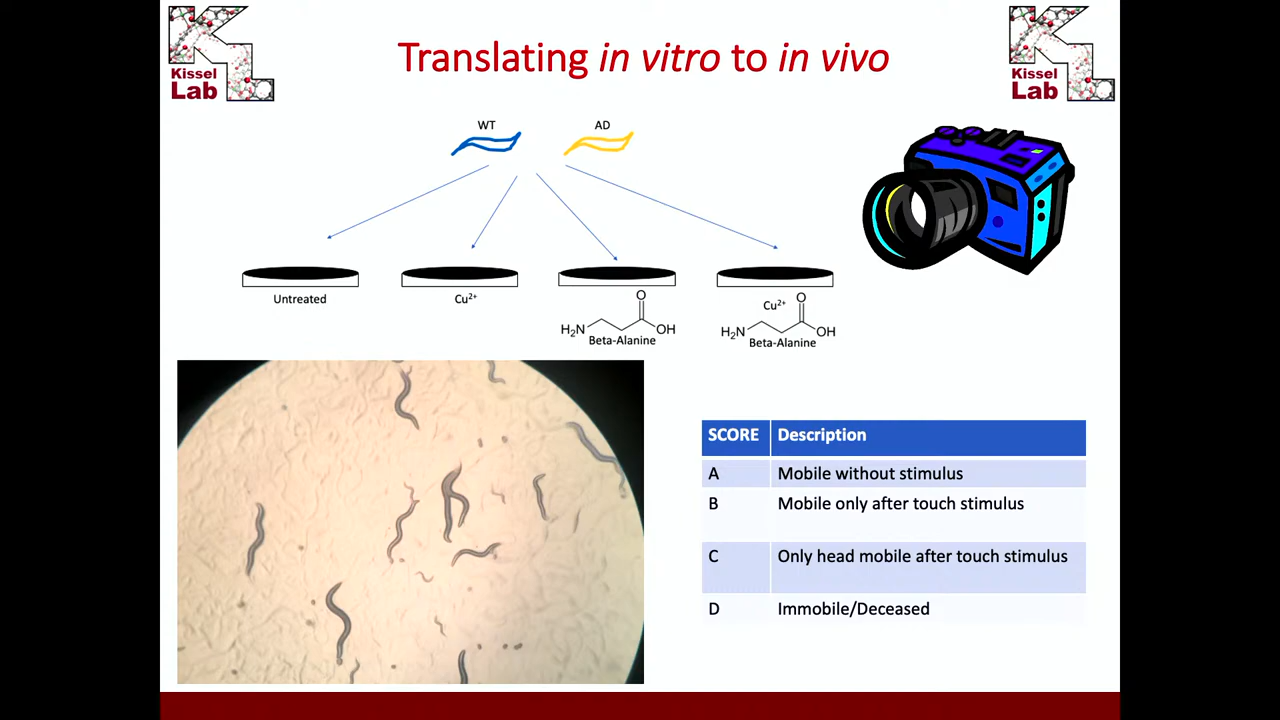 Kissel
Lab
Translating in vitro to in vivo
Kissel
Lab
WT
AD
Untreated
Cu²⁺
O
H₂N
OH
Beta-Alanine
Cu²⁺
O
H₂N
OH
Beta-Alanine
SCORE Description
A Mobile without stimulus
B Mobile only after touch stimulus
C Only head mobile after touch stimulus
D Immobile/Deceased